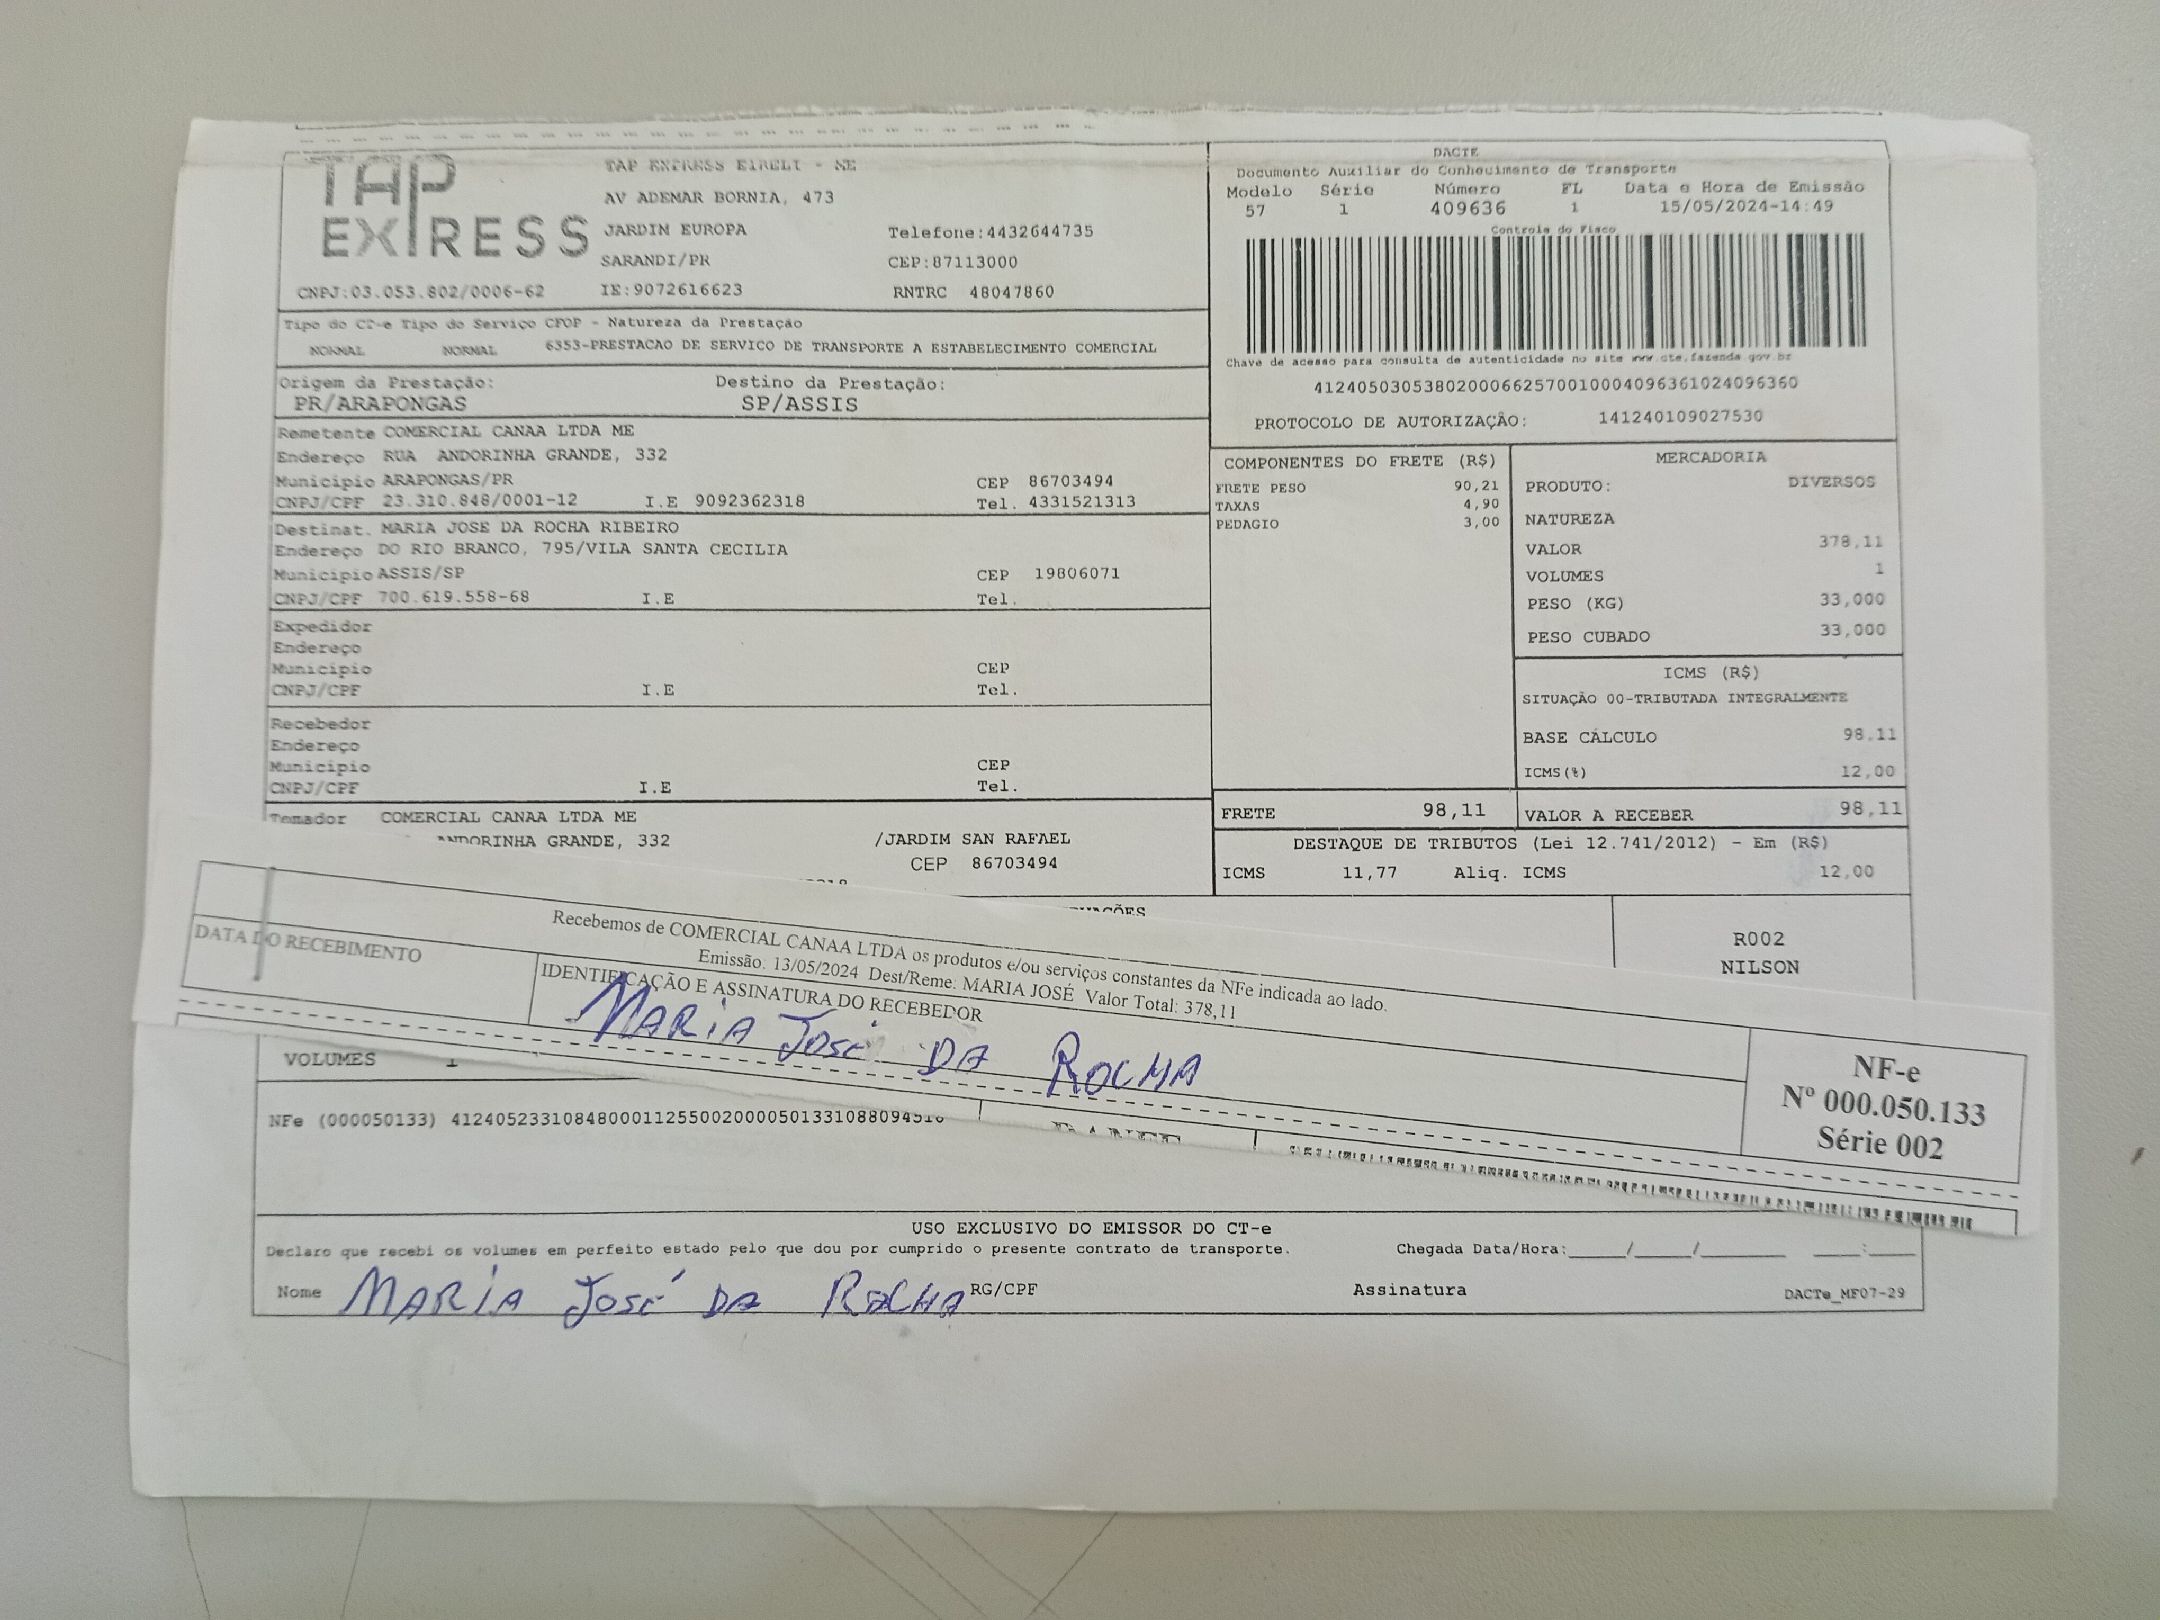 TAP EXPRESS
TAP EXPRESS EIRELI - ME
AV ADEMAR BORNIA, 473
JARDIM EUROPA Telefone:4432644735
SARANDI/PR CEP:87113000
CNPJ:03.053.802/0006-62 IE:9072616623 RNTRC 48047860
DACTE
Documento Auxiliar do Conhecimento de Transporte
Modelo Série Número FL Data e Hora de Emissão
57 1 409636 1 15/05/2024-14:49
Controle do Fisco
Chave de acesso para consulta de autenticidade no site www.cte.fazenda.gov.br
41240503053802000662570010004096361024096360
PROTOCOLO DE AUTORIZAÇÃO: 141240109027530
Tipo do CT-e Tipo do Serviço CFOP - Natureza da Prestação
NORMAL NORMAL 6353-PRESTACAO DE SERVICO DE TRANSPORTE A ESTABELECIMENTO COMERCIAL
Origem da Prestação: Destino da Prestação:
PR/ARAPONGAS SP/ASSIS
Remetente COMERCIAL CANAA LTDA ME
Endereço RUA ANDORINHA GRANDE, 332
Municipio ARAPONGAS/PR CEP 86703494
CNPJ/CPF 23.310.848/0001-12 I.E 9092362318 Tel. 4331521313
Destinat. MARIA JOSE DA ROCHA RIBEIRO
Endereço DO RIO BRANCO, 795/VILA SANTA CECILIA
Municipio ASSIS/SP CEP 19806071
CNPJ/CPF 700.619.558-68 I.E Tel.
Expedidor
Endereço
Municipio CEP
CNPJ/CPF I.E Tel.
Recebedor
Endereço
Municipio CEP
CNPJ/CPF I.E Tel.
Tomador COMERCIAL CANAA LTDA ME
ANDORINHA GRANDE, 332 /JARDIM SAN RAFAEL
CEP 86703494
COMPONENTES DO FRETE (R$)
FRETE PESO 90,21
TAXAS 4,90
PEDAGIO 3,00
MERCADORIA
PRODUTO: DIVERSOS
NATUREZA
VALOR 378,11
VOLUMES 1
PESO (KG) 33,000
PESO CUBADO 33,000
ICMS (R$)
SITUAÇÃO 00-TRIBUTADA INTEGRALMENTE
BASE CÁLCULO 98,11
ICMS(%) 12,00
FRETE 98,11 VALOR A RECEBER 98,11
DESTAQUE DE TRIBUTOS (Lei 12.741/2012) - Em (R$)
ICMS 11,77 Aliq. ICMS 12,00
R002
NILSON
Recebemos de COMERCIAL CANAA LTDA os produtos e/ou serviços constantes da NFe indicada ao lado.
Emissão: 13/05/2024 Dest/Reme: MARIA JOSÉ Valor Total: 378,11
DATA DO RECEBIMENTO IDENTIFICAÇÃO E ASSINATURA DO RECEBEDOR
MARIA JOSÉ DA ROCHA
NF-e
Nº 000.050.133
Série 002
VOLUMES 1
NFe (000050133) 41240523310848000112550020000501331088094516
USO EXCLUSIVO DO EMISSOR DO CT-e
Declaro que recebi os volumes em perfeito estado pelo que dou por cumprido o presente contrato de transporte. Chegada Data/Hora:____/____/______ ___:___
Nome MARIA JOSÉ DA ROCHA RG/CPF Assinatura DACTe_MF07-29